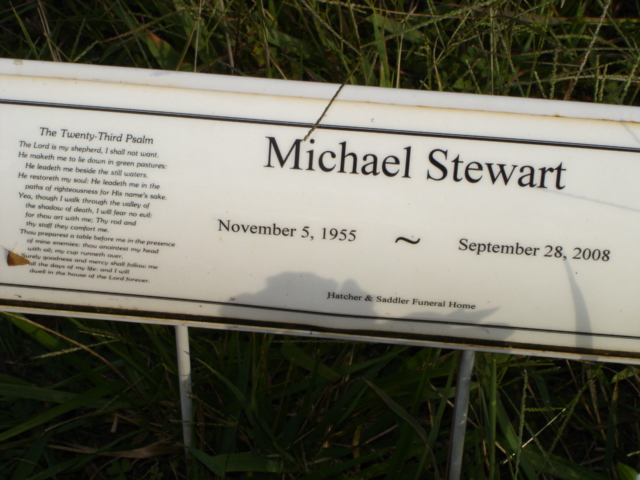 The Twenty-Third Psalm
The Lord is my shepherd, I shall not want.
He maketh me to lie down in green pastures:
He leadeth me beside the still waters.
He restoreth my soul: He leadeth me in the
paths of righteousness for His name's sake.
Yea, though I walk through the valley of
the shadow of death, I will fear no evil:
for thou art with me; Thy rod and
thy staff they comfort me.
Thou preparest a table before me in the presence
of mine enemies: thou anointest my head
with oil; my cup runneth over.
Surely goodness and mercy shall follow me
all the days of my life: and I will
dwell in the house of the Lord forever.
Michael Stewart
November 5, 1955 ~ September 28, 2008
Hatcher & Saddler Funeral Home